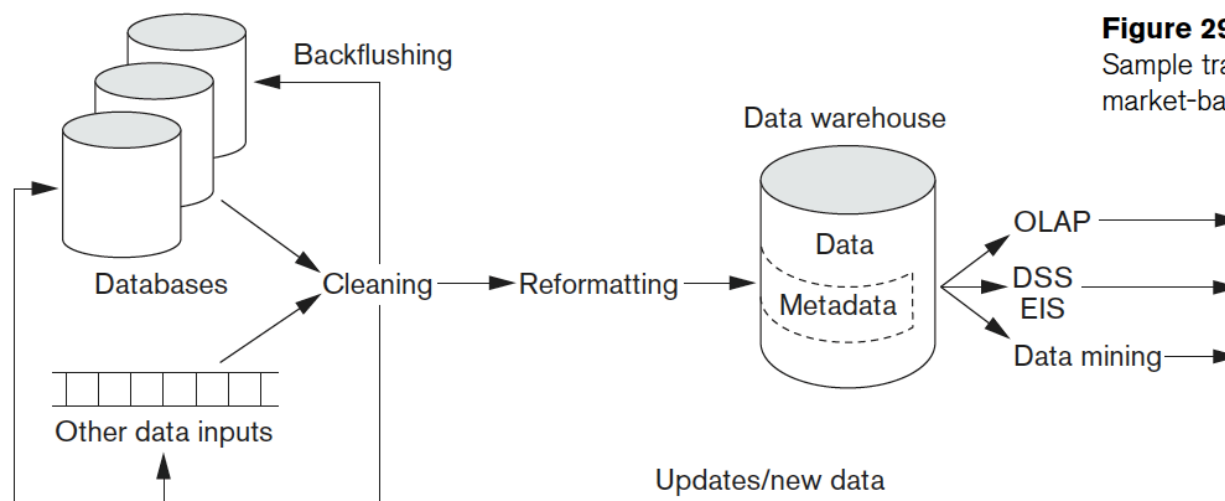 Backflushing
Databases
Other data inputs
Cleaning
Reformatting
Data warehouse
Data
Metadata
OLAP
DSS
EIS
Data mining
Updates/new data
Figure 29
Sample tra
market-ba